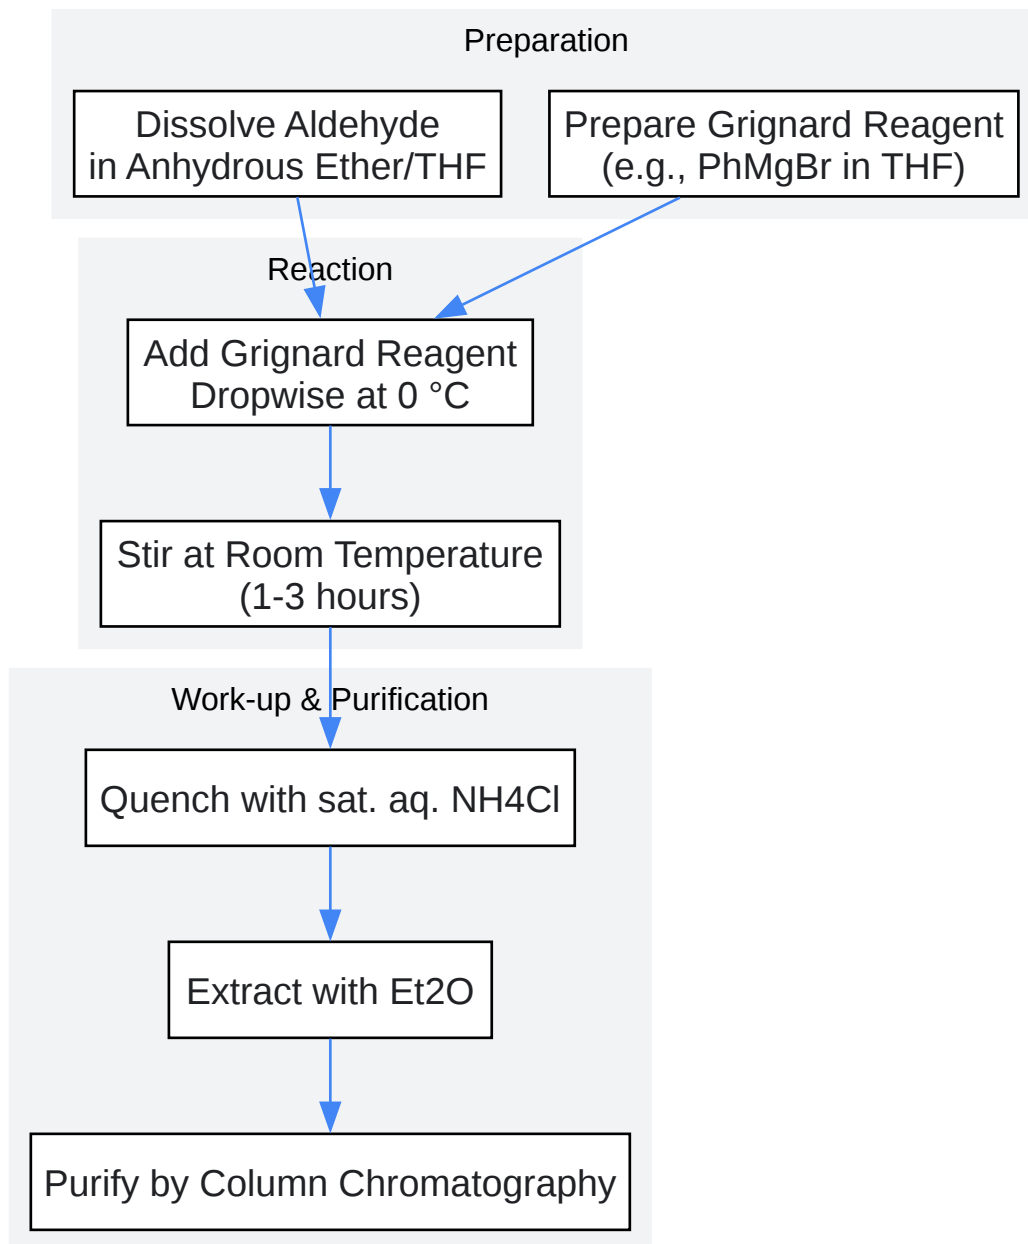 Preparation
Dissolve Aldehyde
in Anhydrous Ether/THF
Prepare Grignard Reagent
(e.g., PhMgBr in THF)
Reaction
Add Grignard Reagent
Dropwise at 0 °C
Stir at Room Temperature
(1-3 hours)
Work-up & Purification
Quench with sat. aq. NH4Cl
Extract with Et2O
Purify by Column Chromatography